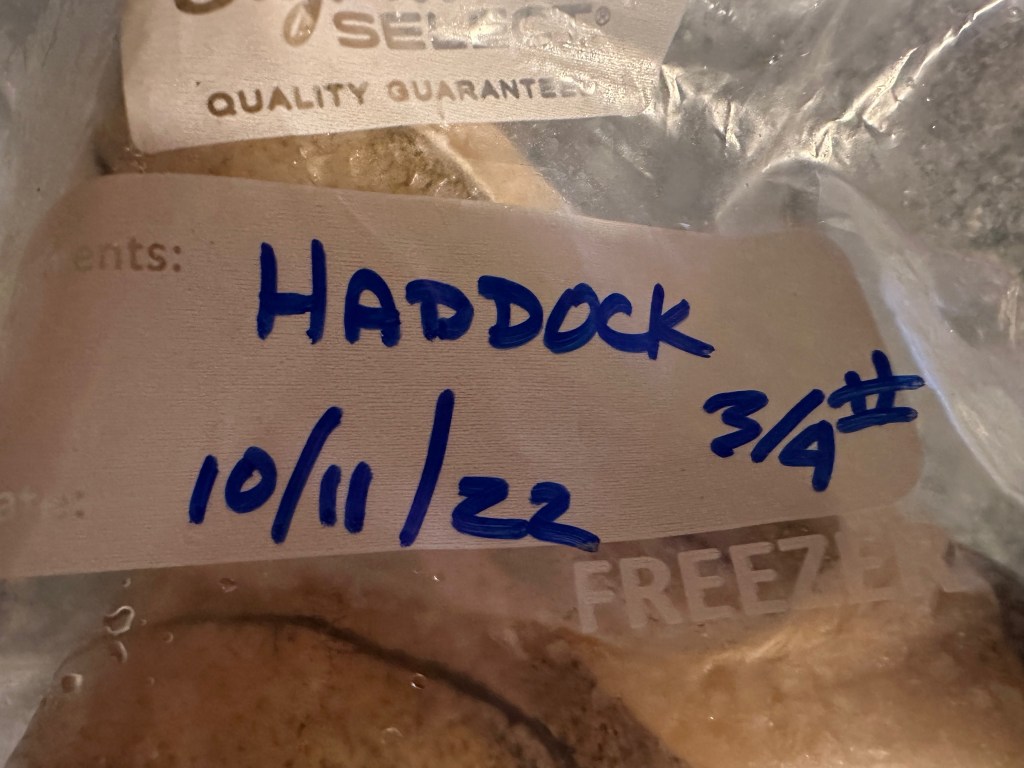 SELECT®
QUALITY GUARANTEED
ents:
HADDOCK
3/4#
10/11/22
FREEZER